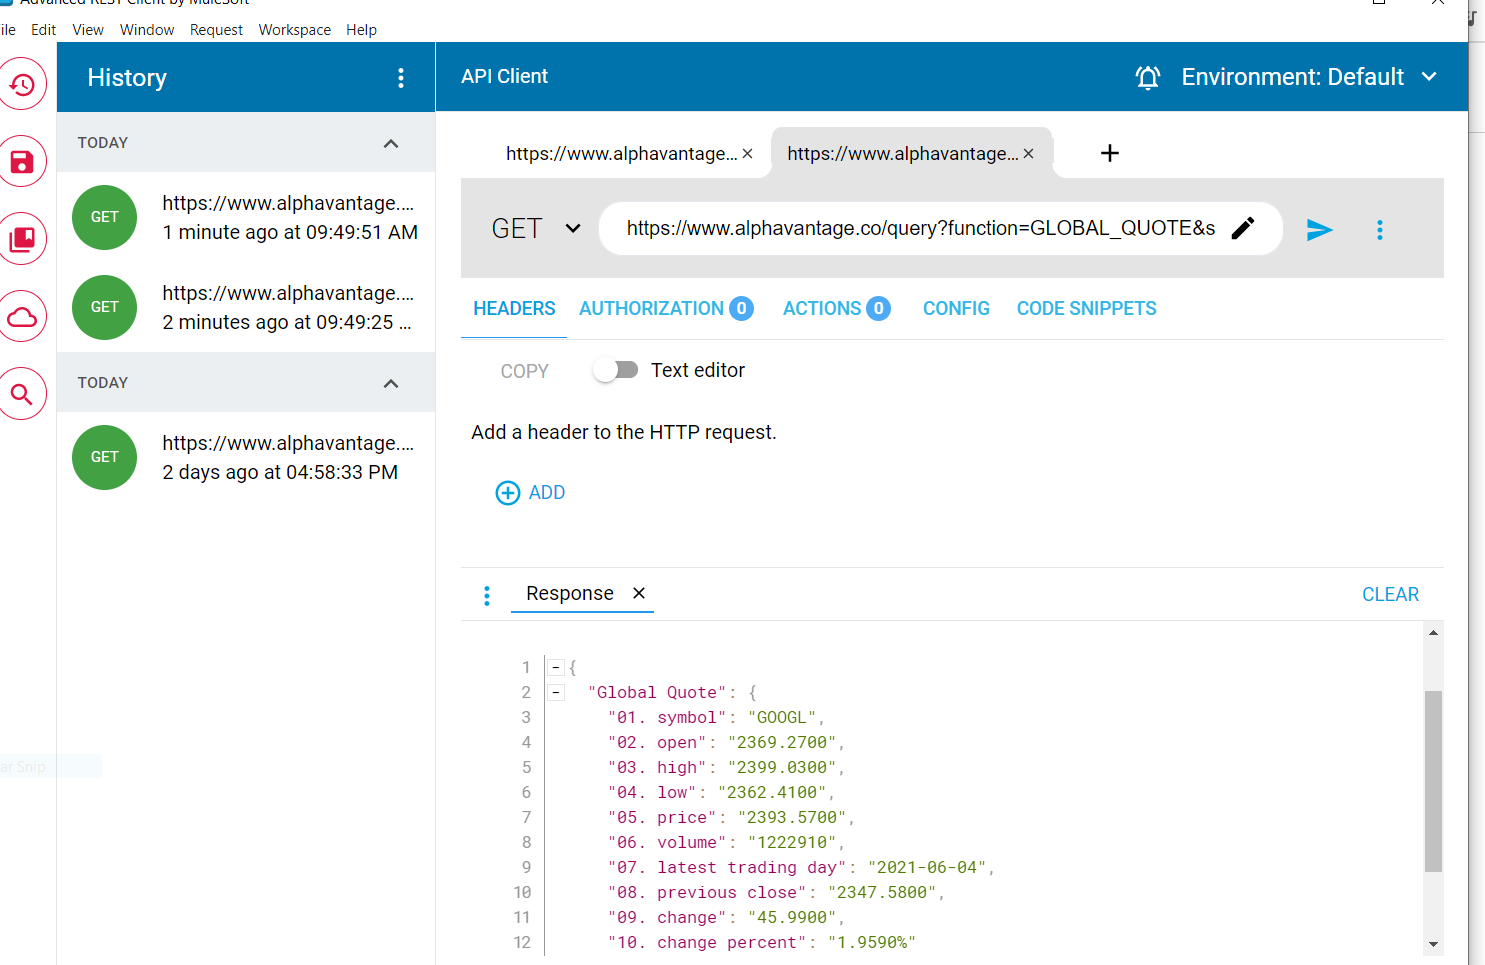 Advanced REST Client by MuleSoft
ile Edit View Window Request Workspace Help
History
API Client
Environment: Default
TODAY
GET
https://www.alphavantage....
1 minute ago at 09:49:51 AM
GET
https://www.alphavantage....
2 minutes ago at 09:49:25 ...
TODAY
GET
https://www.alphavantage....
2 days ago at 04:58:33 PM
ar Snip
https://www.alphavantage... × https://www.alphavantage... × +
GET https://www.alphavantage.co/query?function=GLOBAL_QUOTE&s
HEADERS AUTHORIZATION 0 ACTIONS 0 CONFIG CODE SNIPPETS
COPY Text editor
Add a header to the HTTP request.
ADD
Response × CLEAR
1 - {
2 - "Global Quote": {
3 "01. symbol": "GOOGL",
4 "02. open": "2369.2700",
5 "03. high": "2399.0300",
6 "04. low": "2362.4100",
7 "05. price": "2393.5700",
8 "06. volume": "1222910",
9 "07. latest trading day": "2021-06-04",
10 "08. previous close": "2347.5800",
11 "09. change": "45.9900",
12 "10. change percent": "1.9590%"